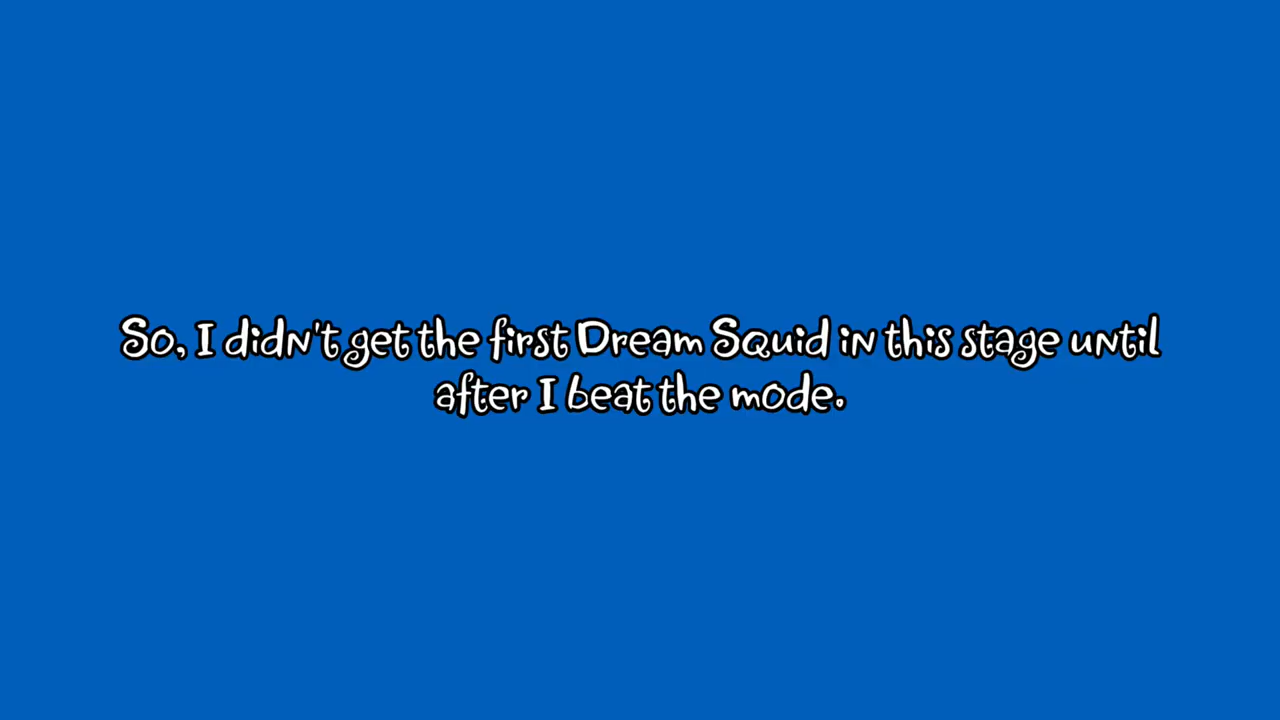 So, I didn't get the first Dream Squid in this stage until
after I beat the mode.